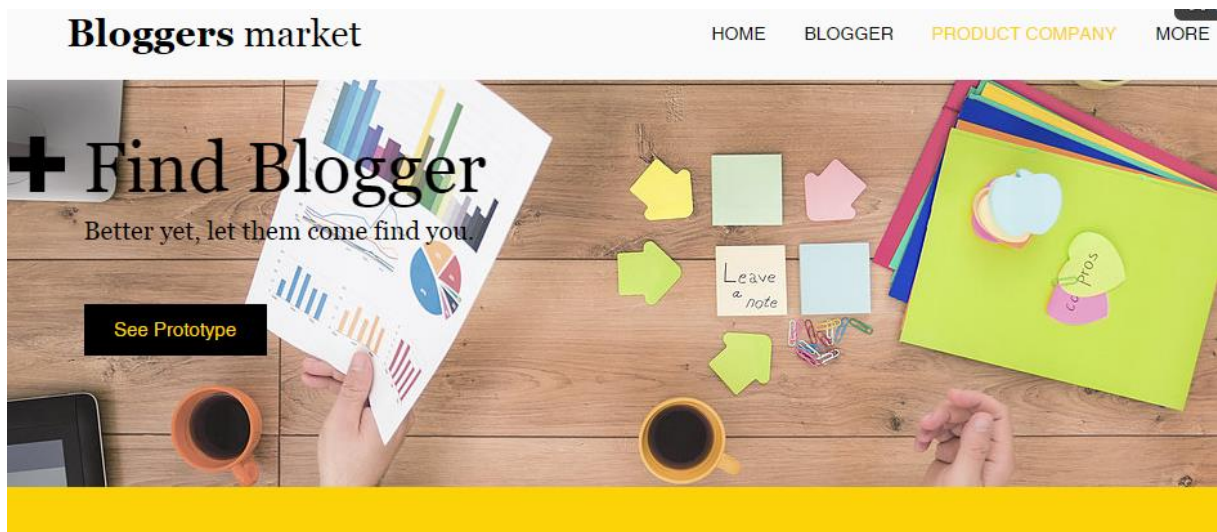 Bloggers market
HOME BLOGGER PRODUCT COMPANY MORE
Find Blogger
Better yet, let them come find you.
See Prototype
Leave
a
note
pros